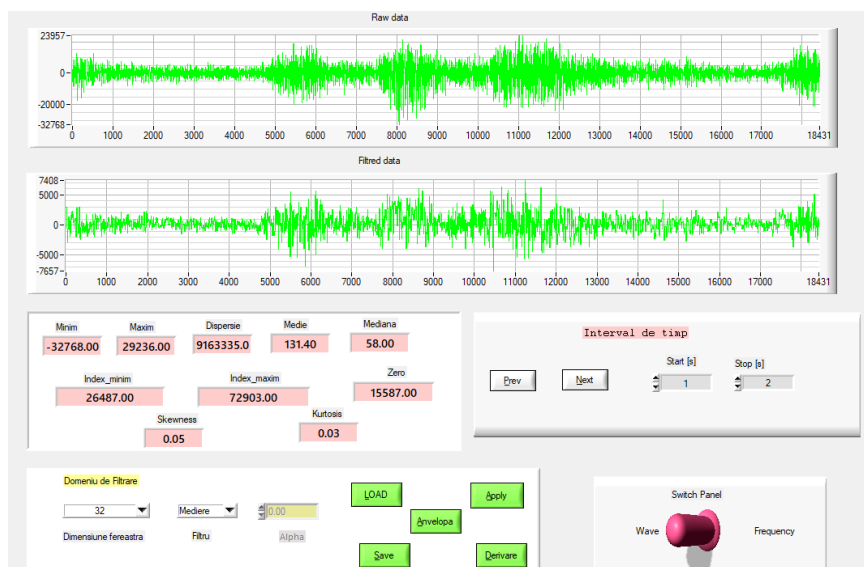 Raw data
23957
0
-20000
-32768
0 1000 2000 3000 4000 5000 6000 7000 8000 9000 10000 11000 12000 13000 14000 15000 16000 17000 18431
Filtred data
7408
5000
0
-5000
-7657
0 1000 2000 3000 4000 5000 6000 7000 8000 9000 10000 11000 12000 13000 14000 15000 16000 17000 18431
Minim Maxim Dispersie Medie Mediana
-32768.00 29236.00 9163335.0 131.40 58.00
Index_minim Index_maxim Zero
26487.00 72903.00 15587.00
Skewness Kurtosis
0.05 0.03
Interval de timp
Start [s] Stop [s]
Prev Next 1 2
Domeniu de Filtrare
32 Mediere 0.00
Dimensiune fereastra Filtru Alpha
LOAD Apply
Anvelopa
Save Derivare
Switch Panel
Wave Frequency